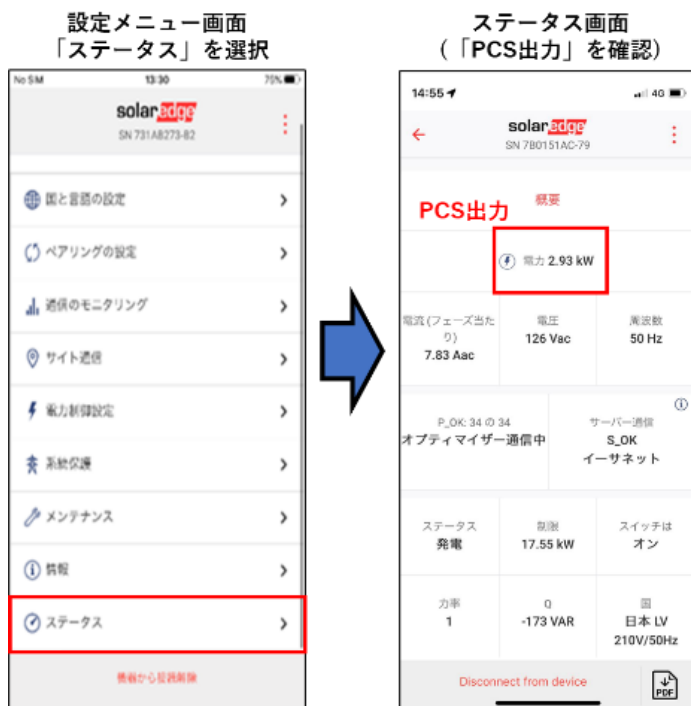 設定メニュー画面
「ステータス」を選択
No SIM 13:30 75%
solaredge
SN 731AB273-82
国と言語の設定
ペアリングの設定
通信のモニタリング
サイト通信
電力制御設定
系統保護
メンテナンス
情報
ステータス
機器から接続解除
ステータス画面
(「PCS出力」を確認)
14:55 4G
solaredge
SN 7B0151AC-79
概要
PCS出力
電力 2.93 kW
電流 (フェーズ当た
り)
7.83 Aac
電圧
126 Vac
周波数
50 Hz
P_OK: 34 の 34
オプティマイザー通信中
サーバー通信
S_OK
イーサネット
ステータス
発電
制限
17.55 kW
スイッチは
オン
力率
1
Q
-173 VAR
国
日本 LV
210V/50Hz
Disconnect from device
PDF